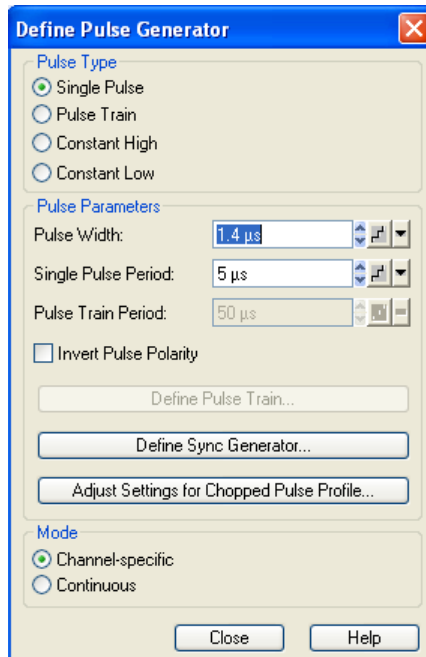 Define Pulse Generator
Pulse Type
Single Pulse
Pulse Train
Constant High
Constant Low
Pulse Parameters
Pulse Width: 1.4 µs
Single Pulse Period: 5 µs
Pulse Train Period: 50 µs
Invert Pulse Polarity
Define Pulse Train...
Define Sync Generator...
Adjust Settings for Chopped Pulse Profile...
Mode
Channel-specific
Continuous
Close Help